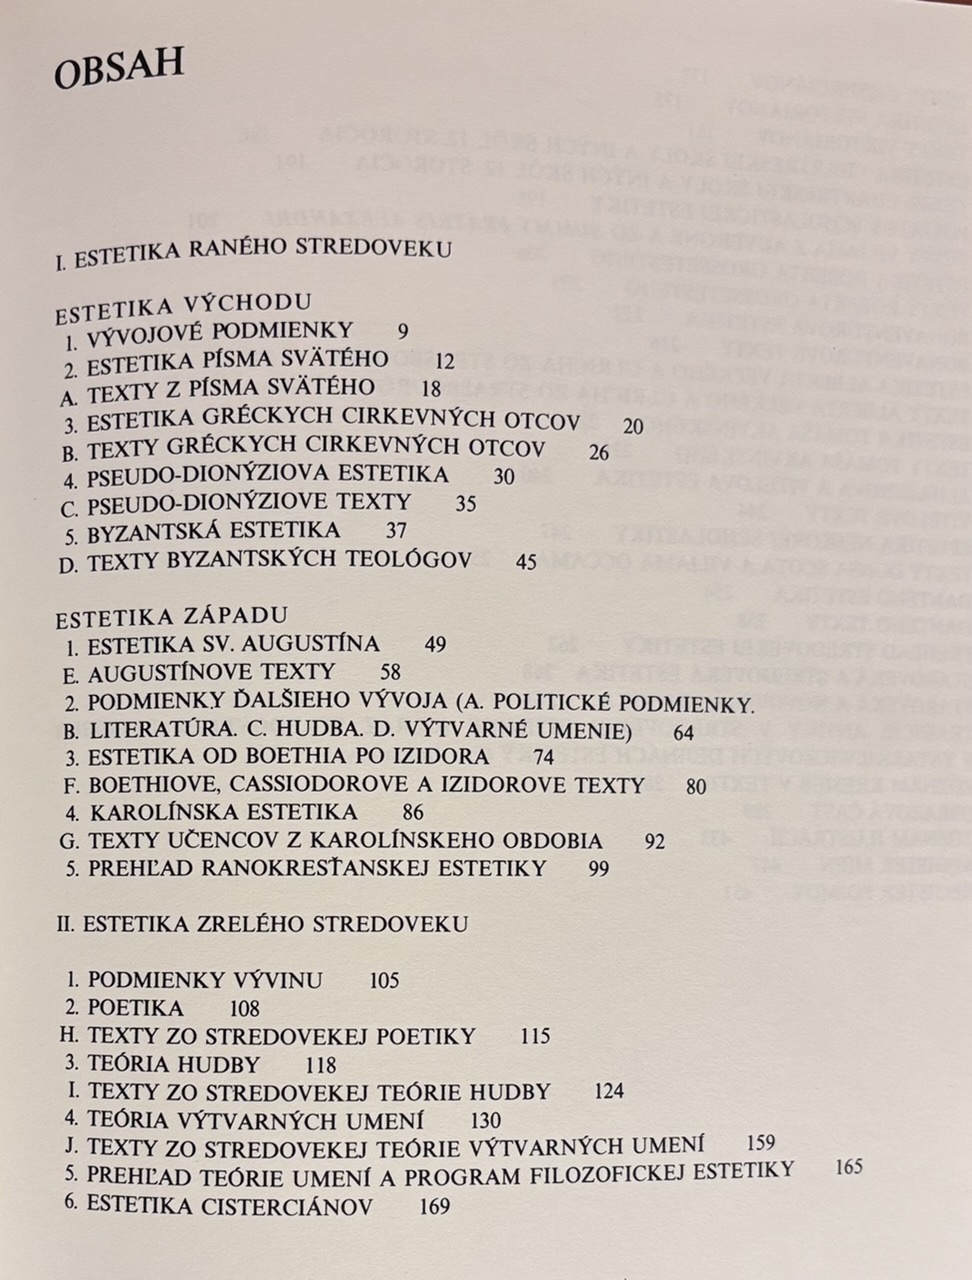 OBSAH
I. ESTETIKA RANÉHO STREDOVEKU
ESTETIKA VÝCHODU
1. VÝVOJOVÉ PODMIENKY 9
2. ESTETIKA PÍSMA SVÄTÉHO 12
A. TEXTY Z PÍSMA SVÄTÉHO 18
3. ESTETIKA GRÉCKYCH CIRKEVNÝCH OTCOV 20
B. TEXTY GRÉCKYCH CIRKEVNÝCH OTCOV 26
4. PSEUDO-DIONÝZIOVA ESTETIKA 30
C. PSEUDO-DIONÝZIOVE TEXTY 35
5. BYZANTSKÁ ESTETIKA 37
D. TEXTY BYZANTSKÝCH TEOLÓGOV 45
ESTETIKA ZÁPADU
1. ESTETIKA SV. AUGUSTÍNA 49
E. AUGUSTÍNOVE TEXTY 58
2. PODMIENKY ĎALŠIEHO VÝVOJA (A. POLITICKÉ PODMIENKY.
B. LITERATÚRA. C. HUDBA. D. VÝTVARNÉ UMENIE) 64
3. ESTETIKA OD BOETHIA PO IZIDORA 74
F. BOETHIOVE, CASSIODOROVE A IZIDOROVE TEXTY 80
4. KAROLÍNSKA ESTETIKA 86
G. TEXTY UČENCOV Z KAROLÍNSKEHO OBDOBIA 92
5. PREHĽAD RANOKRESŤANSKEJ ESTETIKY 99
II. ESTETIKA ZRELÉHO STREDOVEKU
1. PODMIENKY VÝVINU 105
2. POETIKA 108
H. TEXTY ZO STREDOVEKEJ POETIKY 115
3. TEÓRIA HUDBY 118
I. TEXTY ZO STREDOVEKEJ TEÓRIE HUDBY 124
4. TEÓRIA VÝTVARNÝCH UMENÍ 130
J. TEXTY ZO STREDOVEKEJ TEÓRIE VÝTVARNÝCH UMENÍ 159
5. PREHĽAD TEÓRIE UMENÍ A PROGRAM FILOZOFICKEJ ESTETIKY 165
6. ESTETIKA CISTERCIÁNOV 169